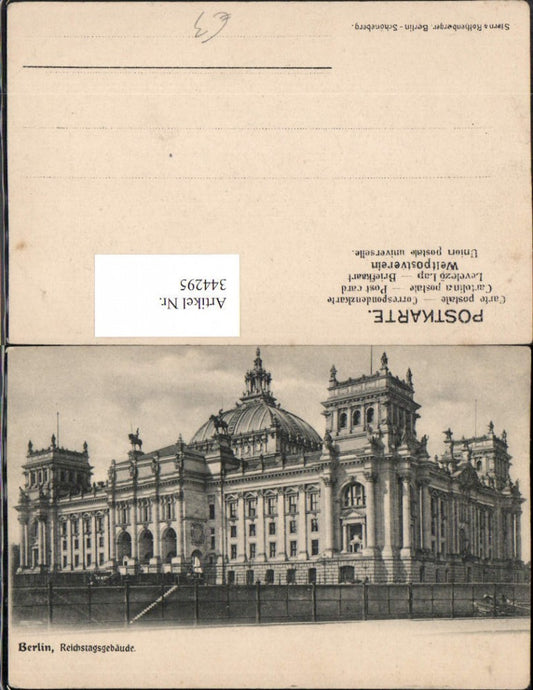 POSTKARTE.
Carte postale — Correspondenzkarte
Cartolina postale — Post card
Levelező Lap — Briefkaart
Weltpostverein
Union postale universelle.
Stern & Rothenberger, Berlin-Schöneberg.
Artikel Nr.
344295
Berlin, Reichstagsgebäude.